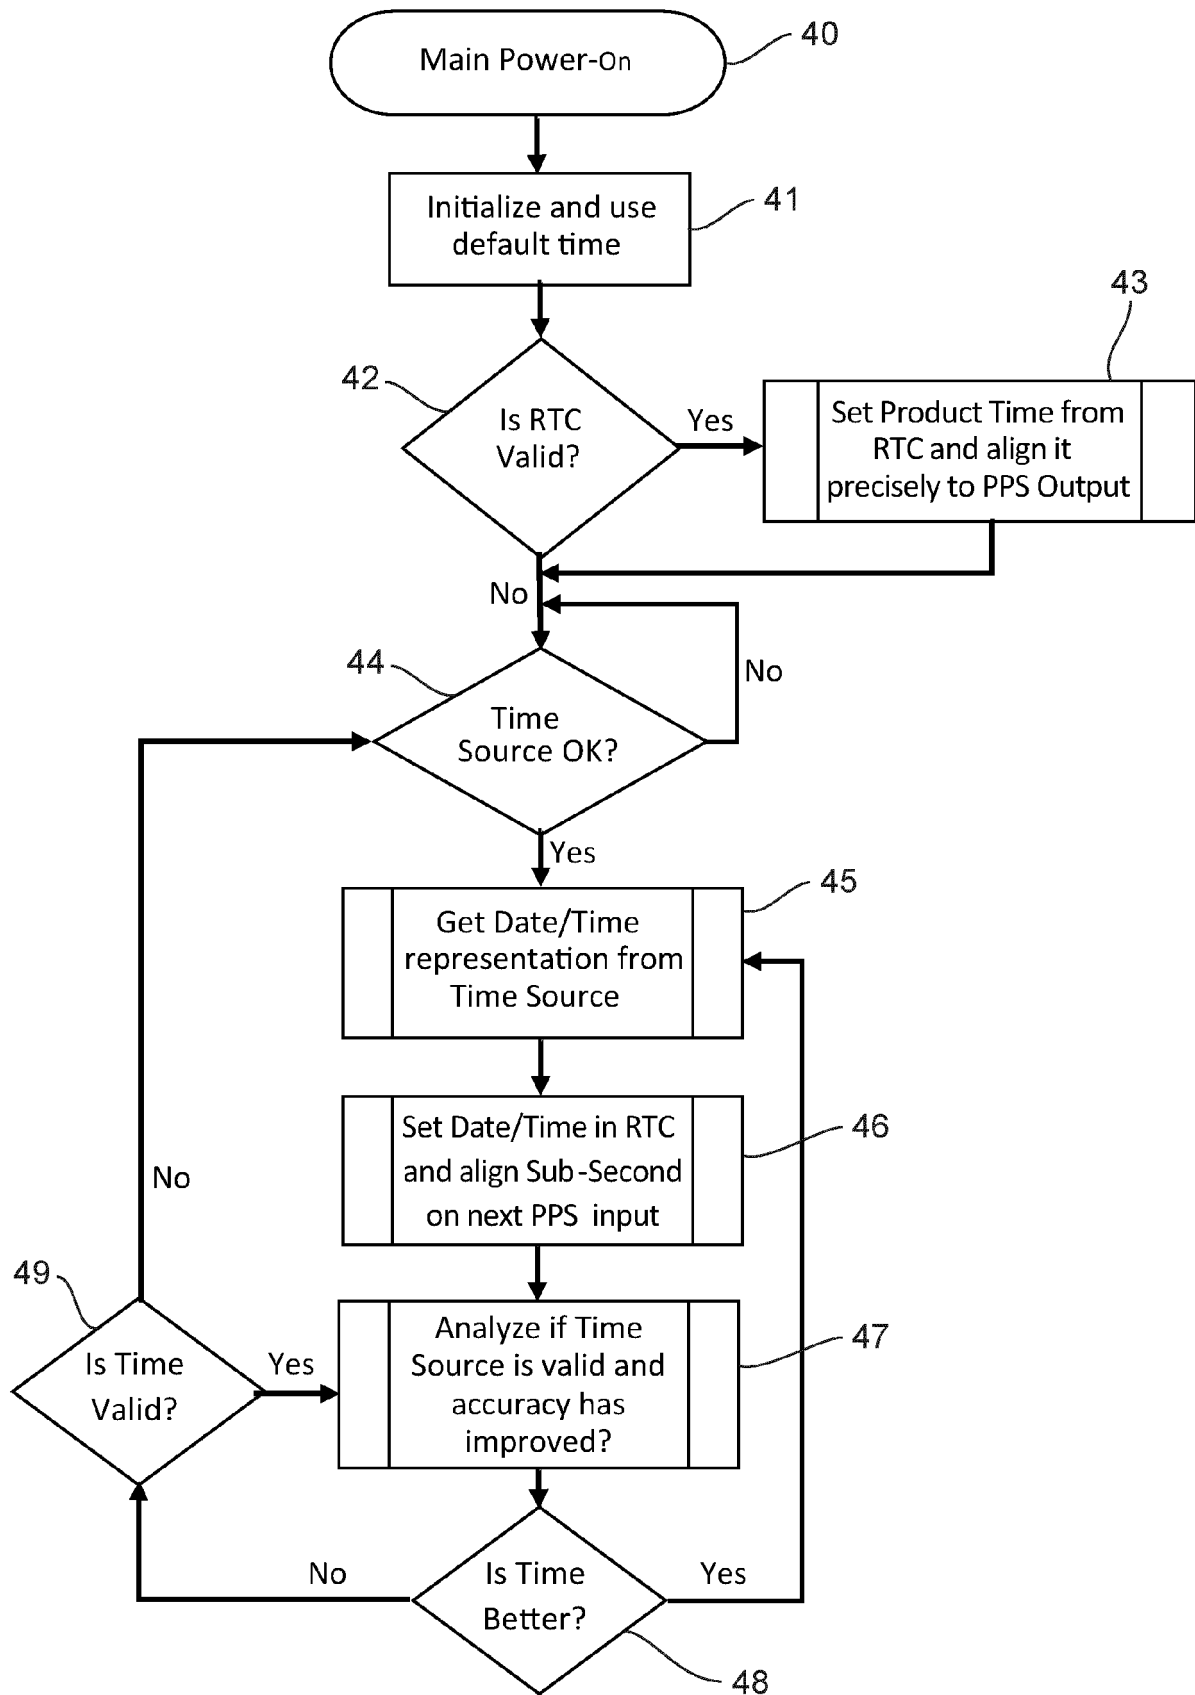 Main Power-On
40
Initialize and use
default time
41
42
Is RTC
Valid?
Yes
43
Set Product Time from
RTC and align it
precisely to PPS Output
No
44
Time
Source OK?
No
Yes
45
Get Date/Time
representation from
Time Source
46
Set Date/Time in RTC
and align Sub-Second
on next PPS input
No
49
Is Time
Valid?
Yes
47
Analyze if Time
Source is valid and
accuracy has
improved?
No
Is Time
Better?
Yes
48